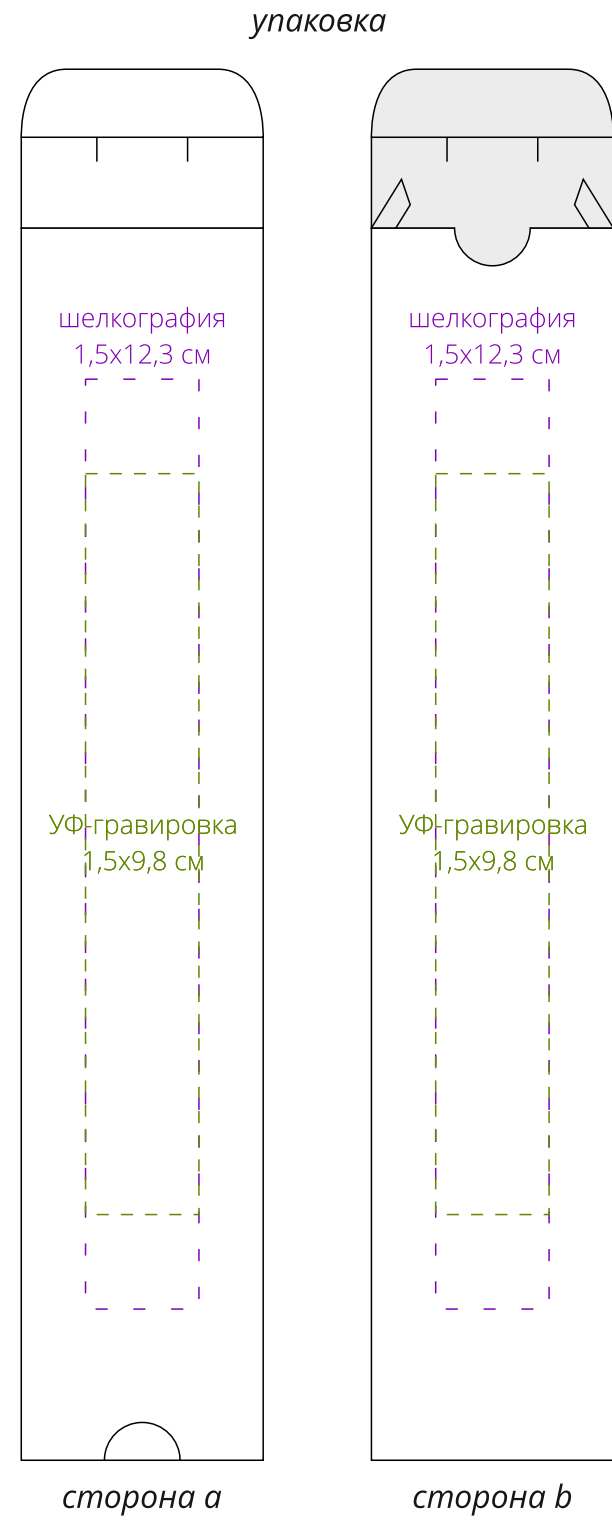 упаковка
шелкография
1,5х12,3 см
шелкография
1,5х12,3 см
УФ-гравировка
1,5х9,8 см
УФ-гравировка
1,5х9,8 см
сторона a
сторона b